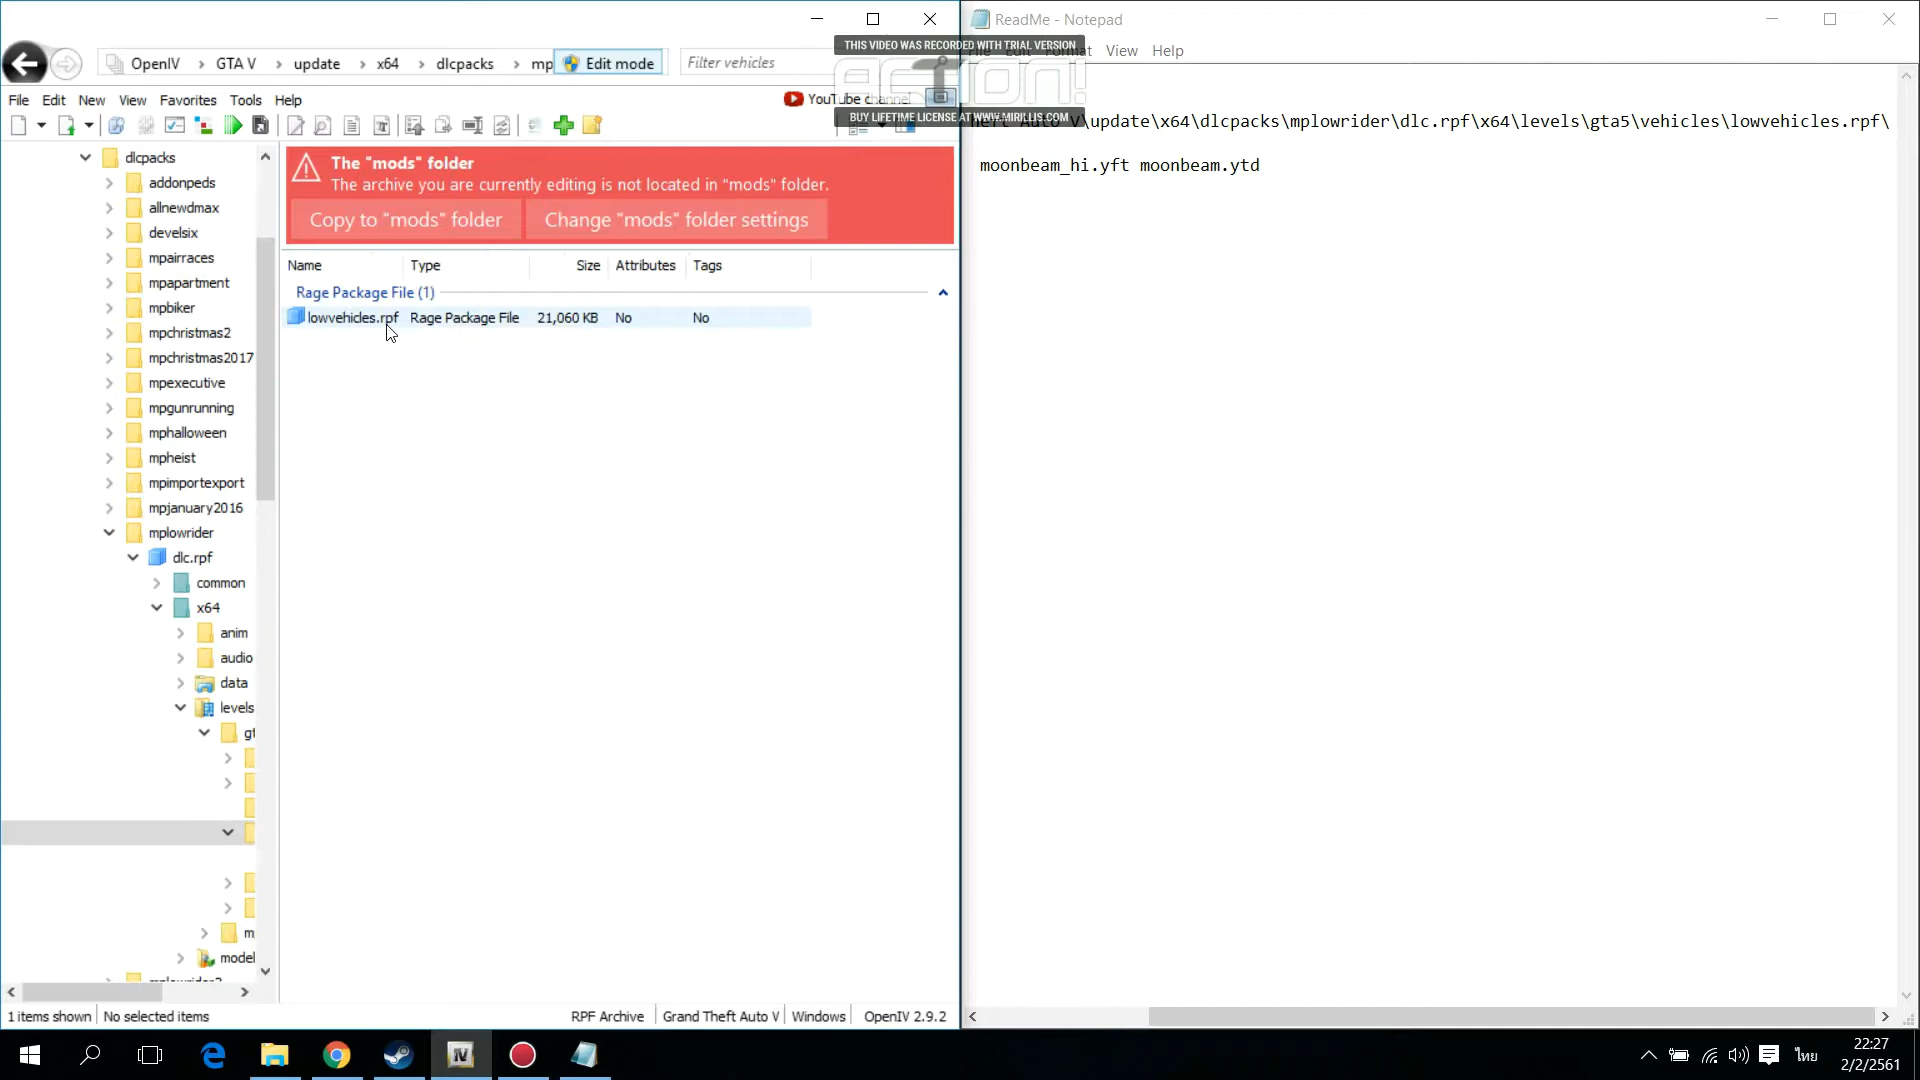 OpenIV > GTA V > update > x64 > dlcpacks > mp
Edit mode
Filter vehicles
File Edit New View Favorites Tools Help
YouTube channel
The "mods" folder
The archive you are currently editing is not located in "mods" folder.
Copy to "mods" folder
Change "mods" folder settings
Name Type Size Attributes Tags
Rage Package File (1)
lowvehicles.rpf Rage Package File 21,060 KB No No
dlcpacks
addonpeds
allnewdmax
develsix
mpairraces
mpapartment
mpbiker
mpchristmas2
mpchristmas2017
mpexecutive
mpgunrunning
mphalloween
mpheist
mpimportexport
mpjanuary2016
mplowrider
dlc.rpf
common
x64
anim
audio
data
levels
gt
m
model
1 items shown
No selected items
RPF Archive
Grand Theft Auto V
Windows
OpenIV 2.9.2
ReadMe - Notepad
View Help
THIS VIDEO WAS RECORDED WITH TRIAL VERSION
ACTION!
BUY LIFETIME LICENSE AT WWW.MIRILLIS.COM
V\update\x64\dlcpacks\mplowrider\dlc.rpf\x64\levels\gta5\vehicles\lowvehicles.rpf\
moonbeam_hi.yft moonbeam.ytd
ไทย
22:27
2/2/2561